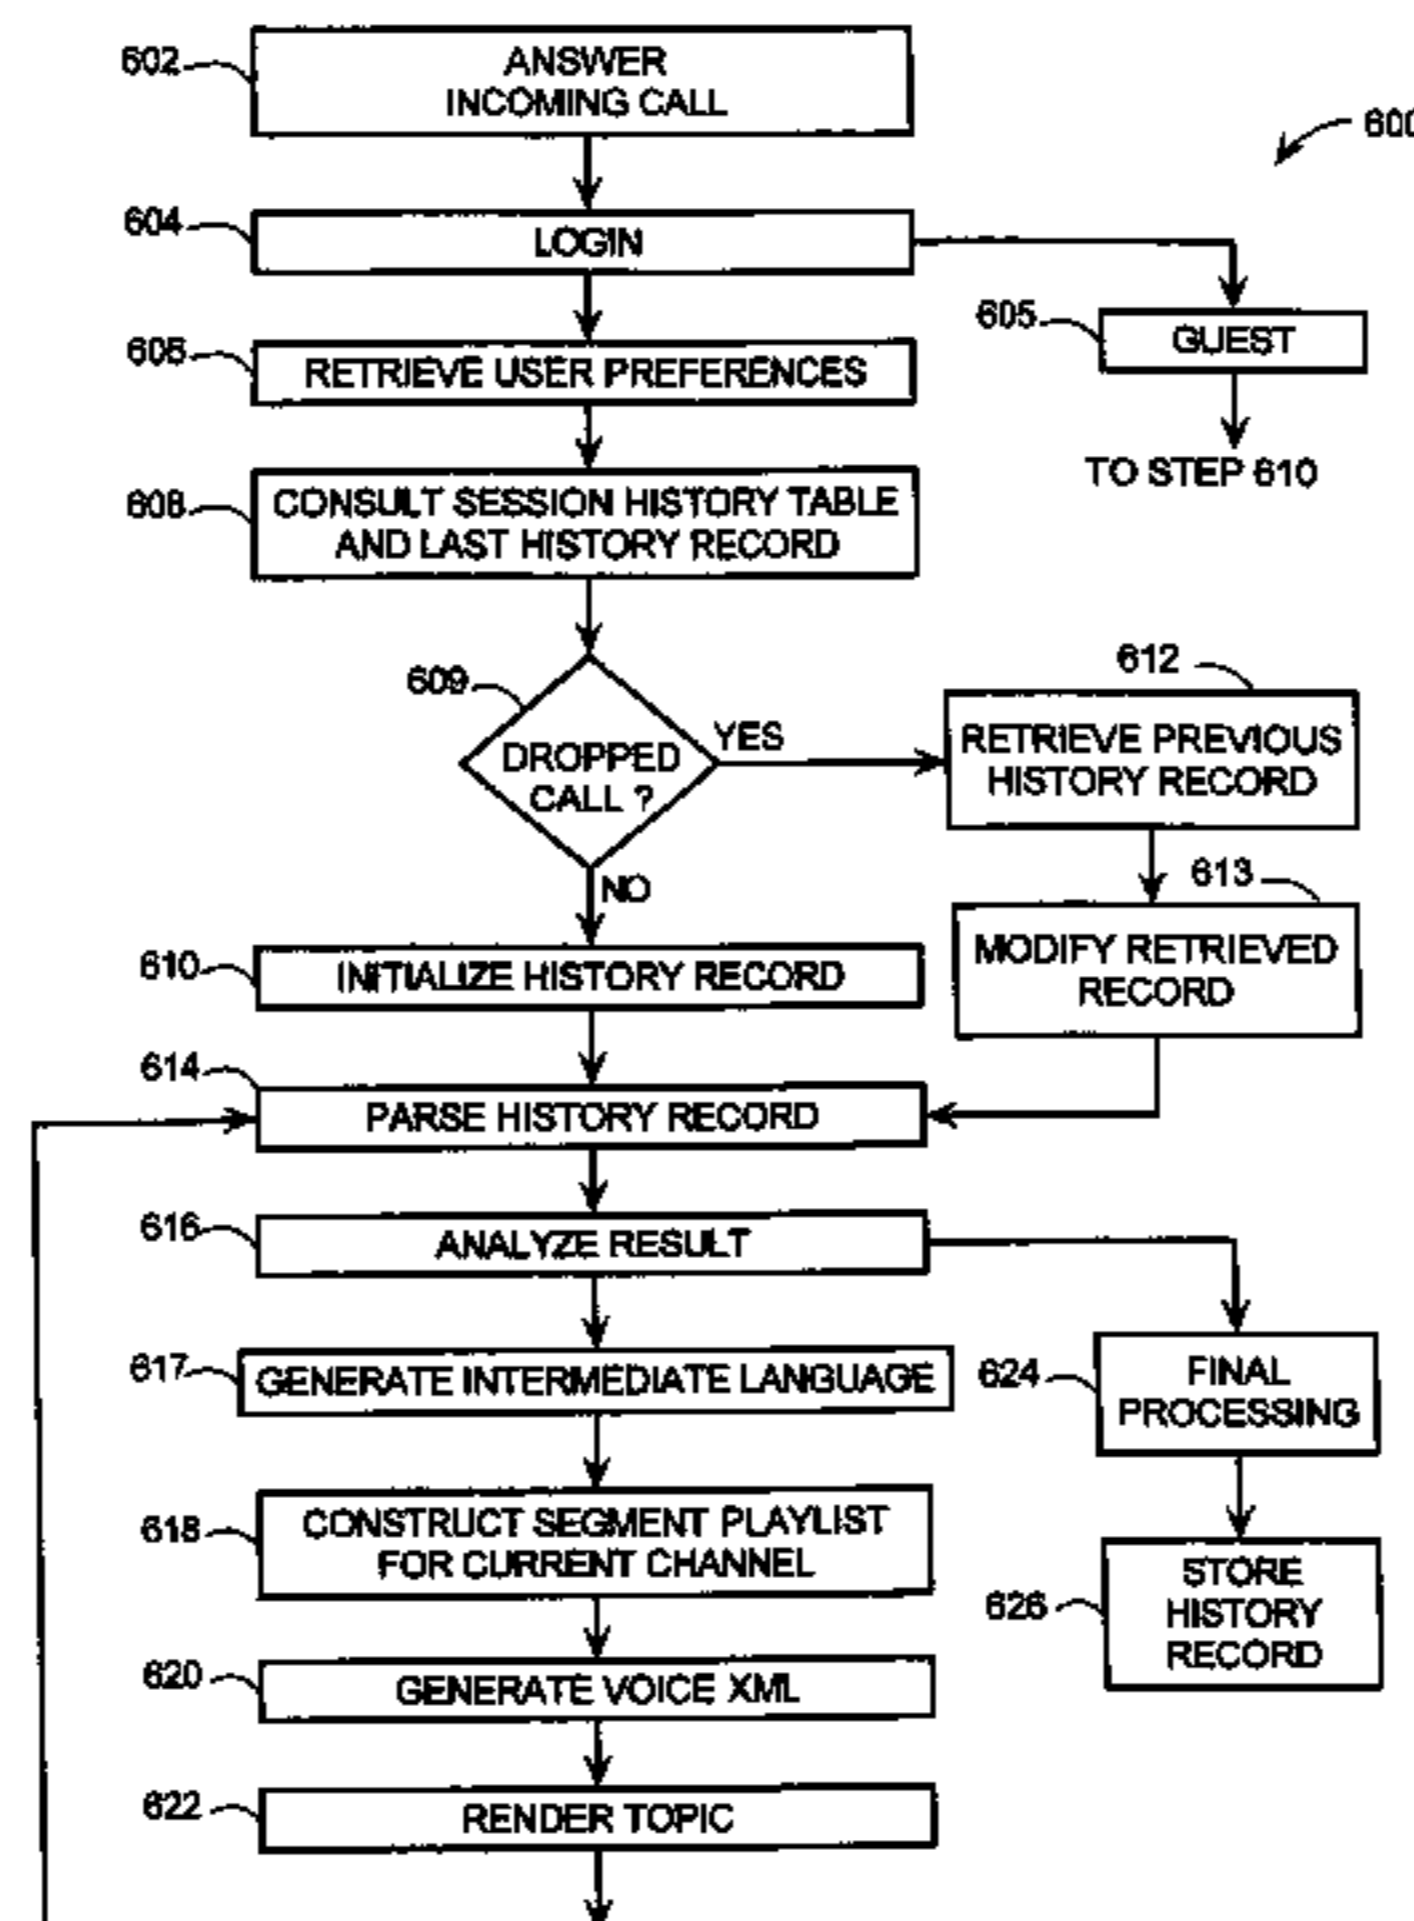 602
ANSWER
INCOMING CALL
600
604
LOGIN
605
GUEST
606
RETRIEVE USER PREFERENCES
TO STEP 610
608
CONSULT SESSION HISTORY TABLE
AND LAST HISTORY RECORD
609
DROPPED
CALL ?
YES
612
RETRIEVE PREVIOUS
HISTORY RECORD
NO
613
MODIFY RETRIEVED
RECORD
610
INITIALIZE HISTORY RECORD
614
PARSE HISTORY RECORD
616
ANALYZE RESULT
617
GENERATE INTERMEDIATE LANGUAGE
624
FINAL
PROCESSING
618
CONSTRUCT SEGMENT PLAYLIST
FOR CURRENT CHANNEL
626
STORE
HISTORY
RECORD
620
GENERATE VOICE XML
622
RENDER TOPIC